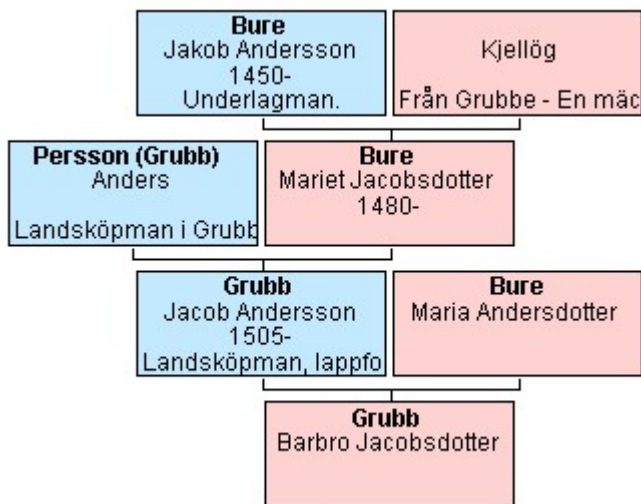 Bure
Jakob Andersson
1450-
Underlagman.
Kjellög
Från Grubbe - En mäc
Persson (Grubb)
Anders
Landsköpman i Grubb
Bure
Mariet Jacobsdotter
1480-
Grubb
Jacob Andersson
1505-
Landsköpman, lappfo
Bure
Maria Andersdotter
Grubb
Barbro Jacobsdotter